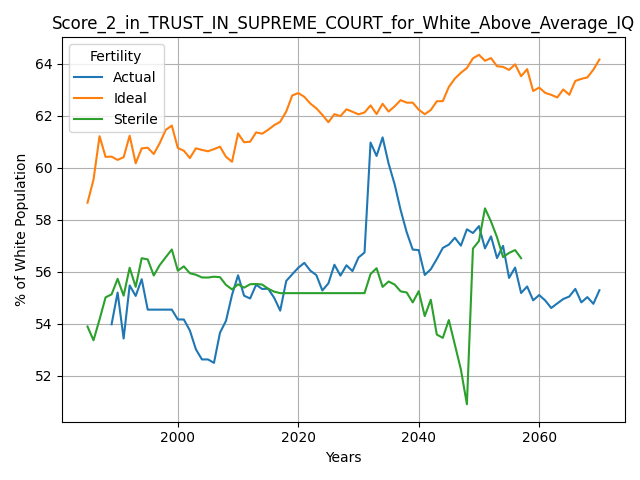 Score_2_in_TRUST_IN_SUPREME_COURT_for_White_Above_Average_IQ
Fertility
Actual
Ideal
Sterile
% of White Population
64
62
60
58
56
54
52
2000
2020
2040
2060
Years